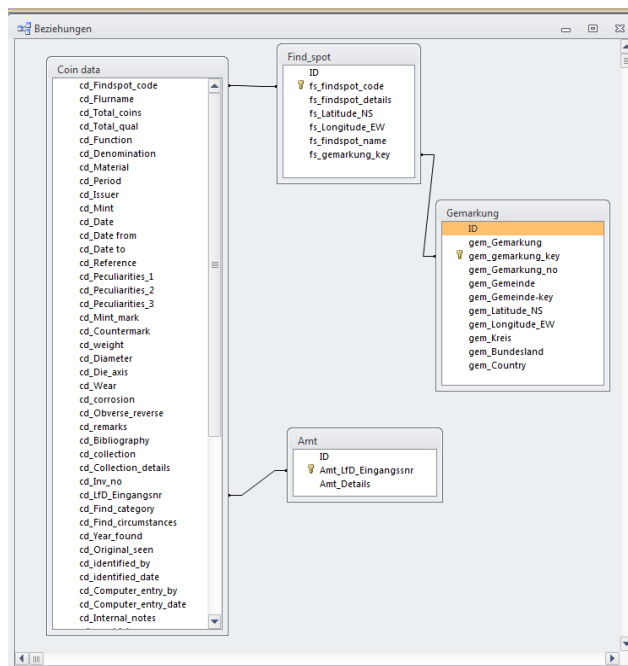 Beziehungen
Coin data
cd_Findspot_code
cd_Flurname
cd_Total_coins
cd_Total_qual
cd_Function
cd_Denomination
cd_Material
cd_Period
cd_Issuer
cd_Mint
cd_Date
cd_Date from
cd_Date to
cd_Reference
cd_Peculiarities_1
cd_Peculiarities_2
cd_Peculiarities_3
cd_Mint_mark
cd_Countermark
cd_weight
cd_Diameter
cd_Die_axis
cd_Wear
cd_corrosion
cd_Obverse_reverse
cd_remarks
cd_Bibliography
cd_collection
cd_Collection_details
cd_Inv_no
cd_LfD_Eingangsnr
cd_Find_category
cd_Find_circumstances
cd_Year_found
cd_Original_seen
cd_identified_by
cd_identified_date
cd_Computer_entry_by
cd_Computer_entry_date
cd_Internal_notes
Find_spot
ID
fs_findspot_code
fs_findspot_details
fs_Latitude_NS
fs_Longitude_EW
fs_findspot_name
fs_gemarkung_key
Gemarkung
ID
gem_Gemarkung
gem_gemarkung_key
gem_Gemarkung_no
gem_Gemeinde
gem_Gemeinde-key
gem_Latitude_NS
gem_Longitude_EW
gem_Kreis
gem_Bundesland
gem_Country
Amt
ID
Amt_LfD_Eingangssnr
Amt_Details